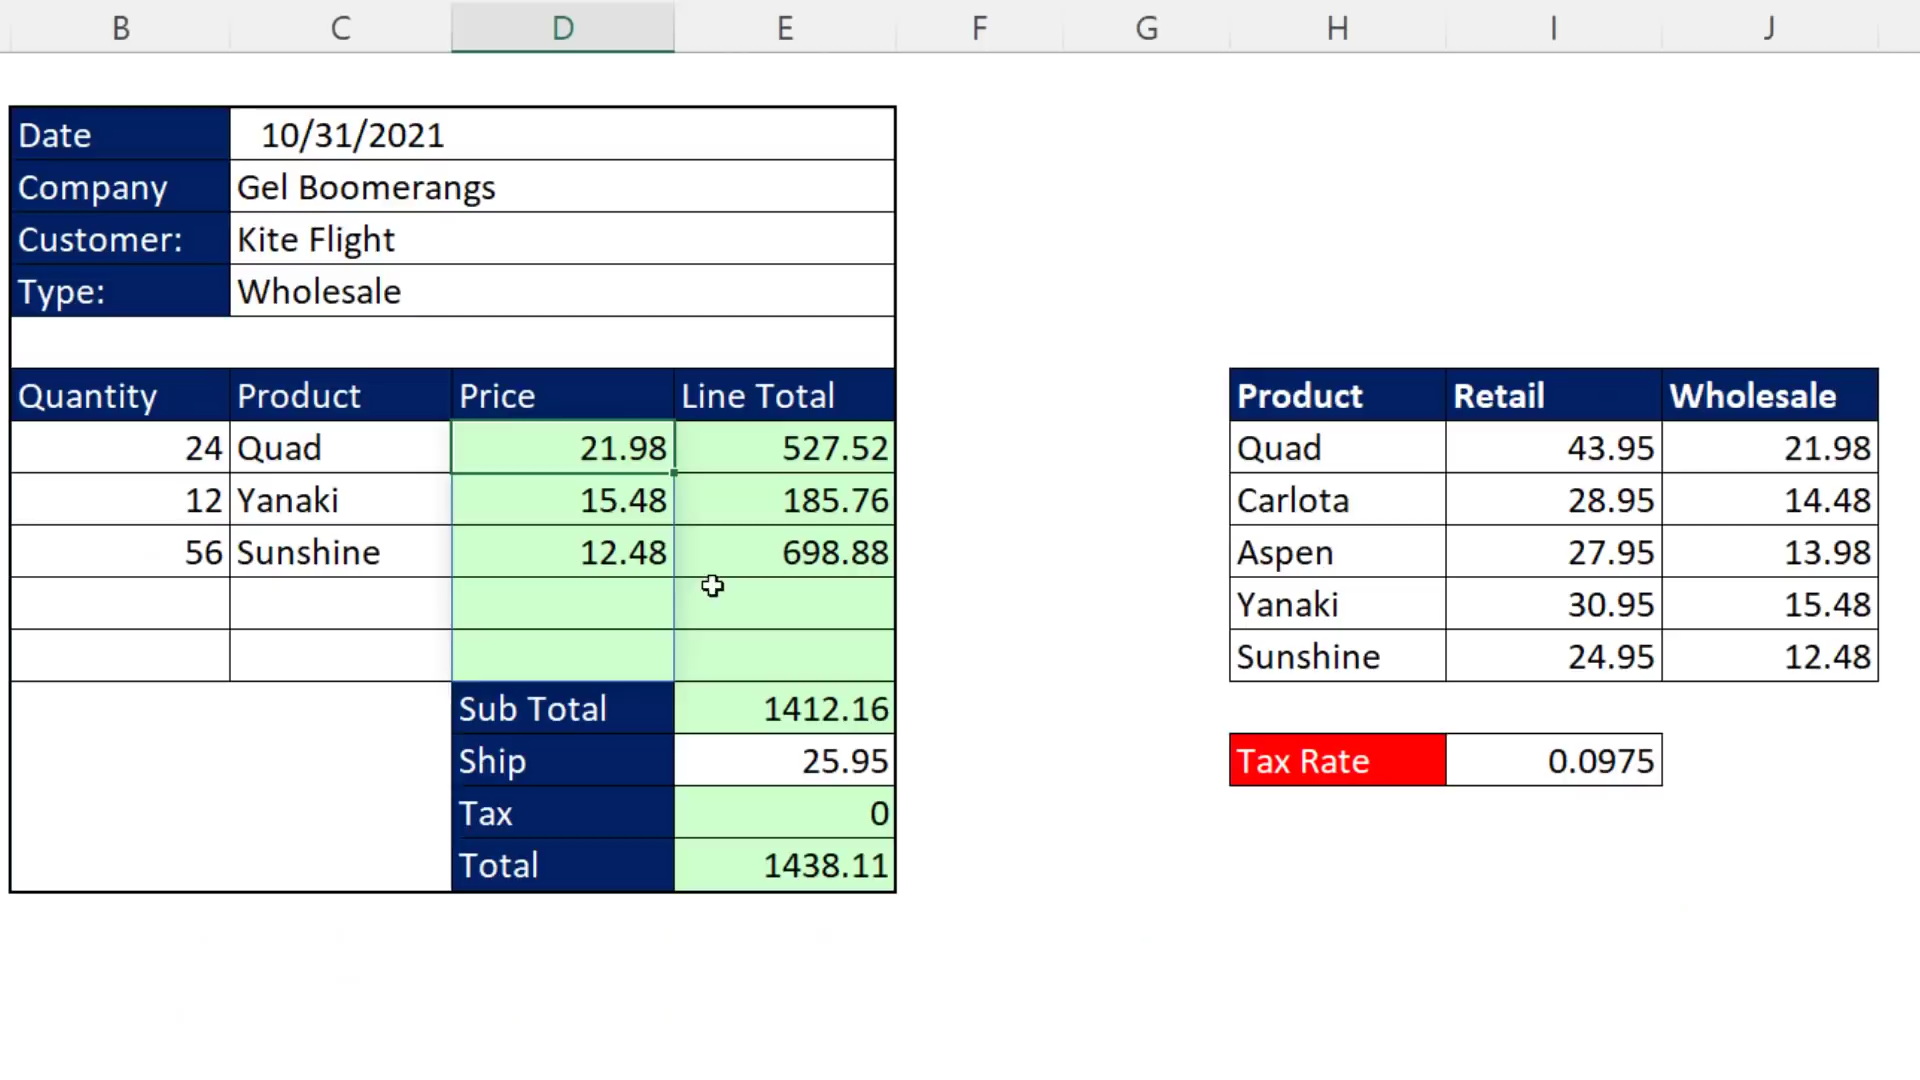 B C D E F G H I J
Date 10/31/2021
Company Gel Boomerangs
Customer: Kite Flight
Type: Wholesale
Quantity Product Price Line Total
24 Quad 21.98 527.52
12 Yanaki 15.48 185.76
56 Sunshine 12.48 698.88
Sub Total 1412.16
Ship 25.95
Tax 0
Total 1438.11
Product Retail Wholesale
Quad 43.95 21.98
Carlota 28.95 14.48
Aspen 27.95 13.98
Yanaki 30.95 15.48
Sunshine 24.95 12.48
Tax Rate 0.0975